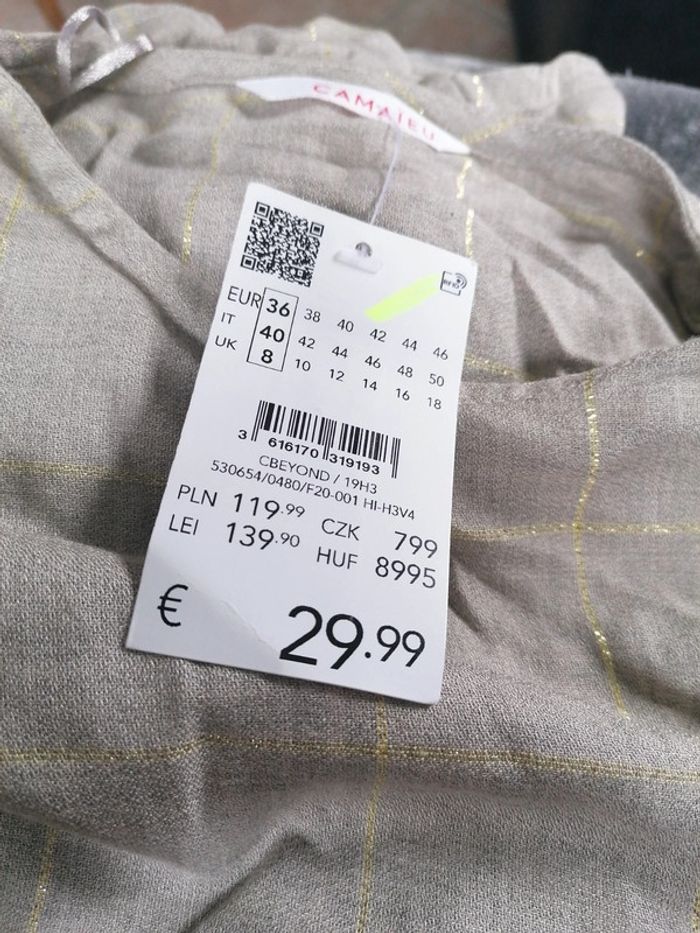 CAMAÏEU
RFID
EUR 36 38 40 42 44 46
IT 40 42 44 46 48 50
UK 8 10 12 14 16 18
3 616170 319193
CBEYOND / 19H3
530654/0480/F20-001 HI-H3V4
PLN 119.99 CZK 799
LEI 139.90 HUF 8995
€ 29.99